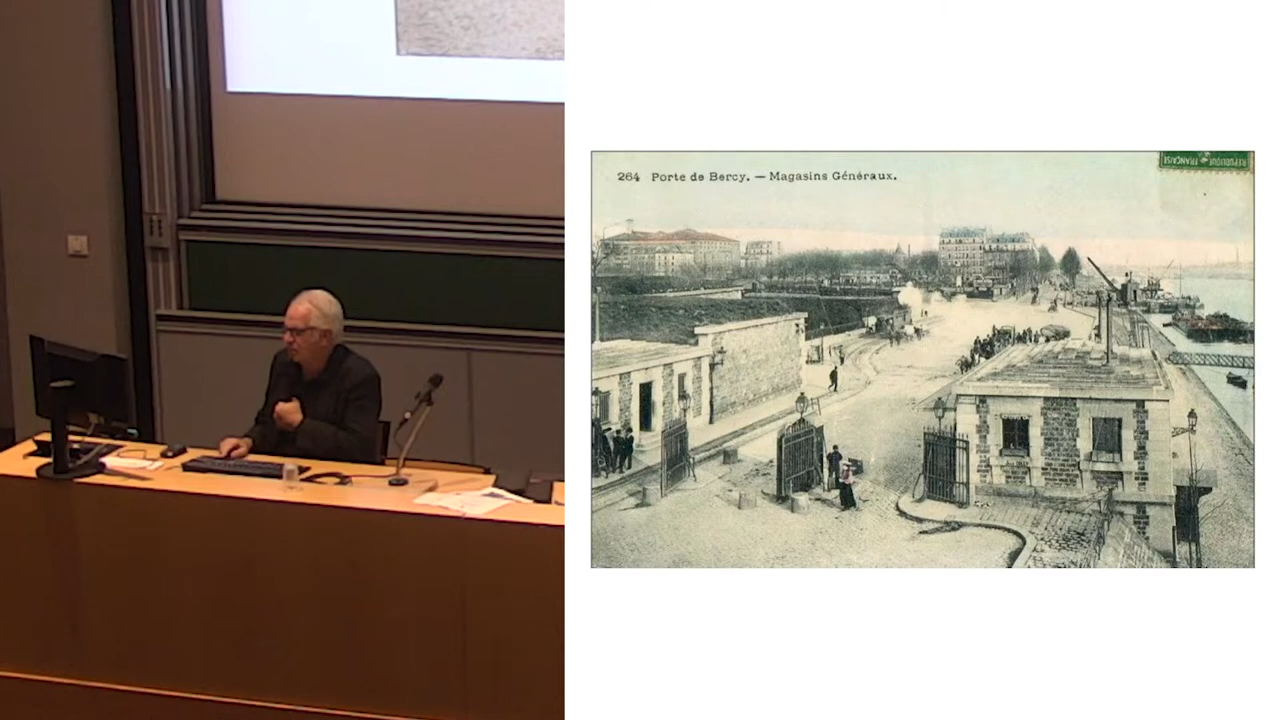 264 Porte de Bercy. — Magasins Généraux.
RÉPUBLIQUE FRANÇAISE